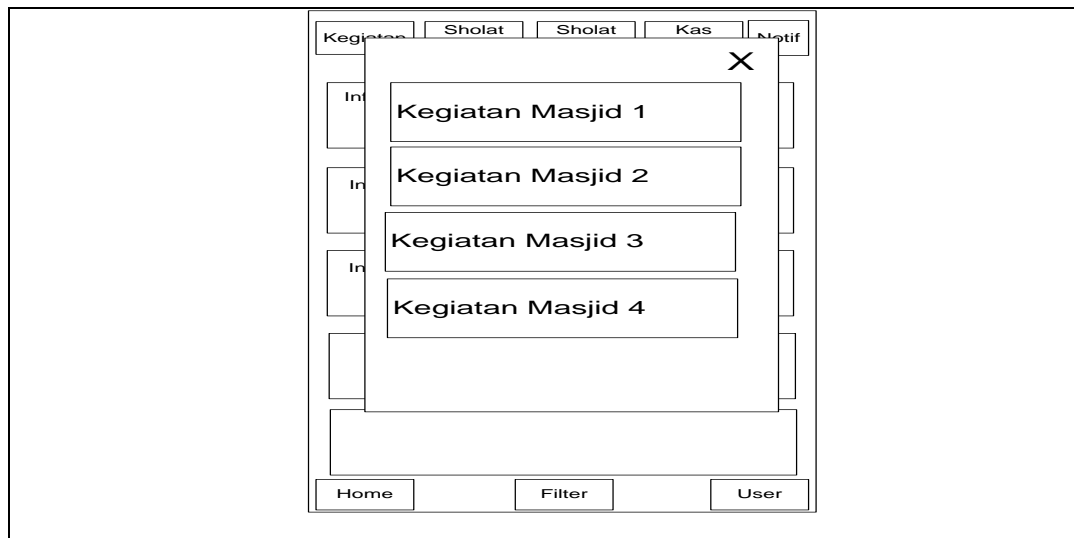 Sholat
Sholat
Kas
X
Kegiatan Masjid 1
Kegiatan Masjid 2
Kegiatan Masjid 3
Kegiatan Masjid 4
Home
Filter
User